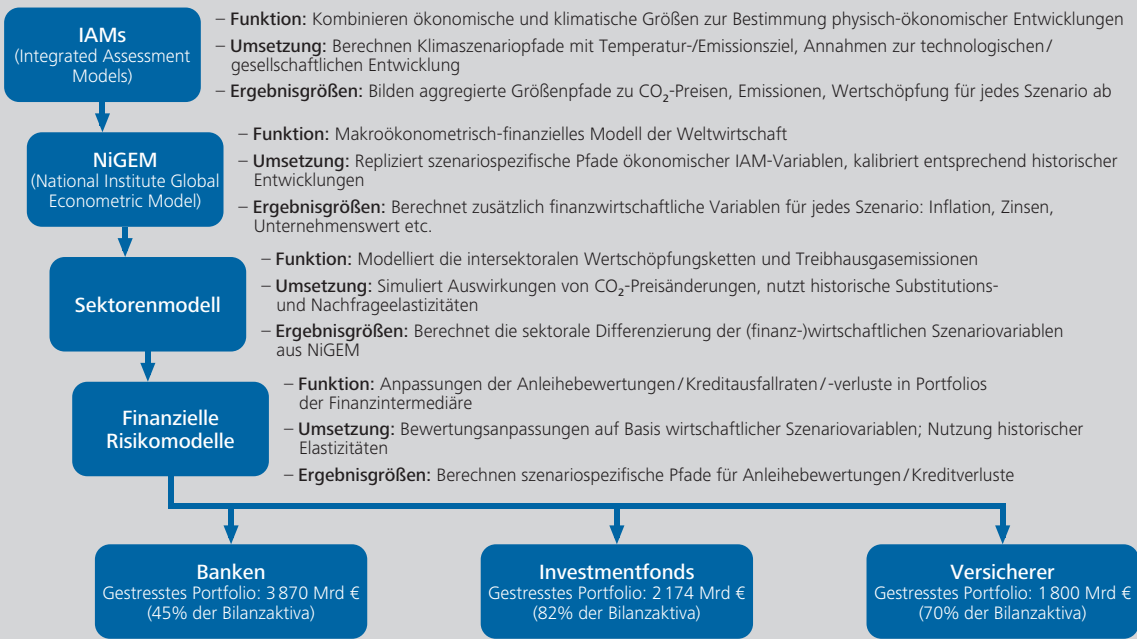 IAMs
(Integrated Assessment
Models)
– Funktion: Kombinieren ökonomische und klimatische Größen zur Bestimmung physisch-ökonomischer Entwicklungen
– Umsetzung: Berechnen Klimaszenariopfade mit Temperatur-/Emissionsziel, Annahmen zur technologischen/
gesellschaftlichen Entwicklung
– Ergebnisgrößen: Bilden aggregierte Größenpfade zu CO₂-Preisen, Emissionen, Wertschöpfung für jedes Szenario ab
NiGEM
(National Institute Global
Econometric Model)
– Funktion: Makroökonometrisch-finanzielles Modell der Weltwirtschaft
– Umsetzung: Repliziert szenariospezifische Pfade ökonomischer IAM-Variablen, kalibriert entsprechend historischer
Entwicklungen
– Ergebnisgrößen: Berechnet zusätzlich finanzwirtschaftliche Variablen für jedes Szenario: Inflation, Zinsen,
Unternehmenswert etc.
Sektorenmodell
– Funktion: Modelliert die intersektoralen Wertschöpfungsketten und Treibhausgasemissionen
– Umsetzung: Simuliert Auswirkungen von CO₂-Preisänderungen, nutzt historische Substitutions-
und Nachfrageelastizitäten
– Ergebnisgrößen: Berechnet die sektorale Differenzierung der (finanz-)wirtschaftlichen Szenariovariablen
aus NiGEM
Finanzielle
Risikomodelle
– Funktion: Anpassungen der Anleihebewertungen/Kreditausfallraten/-verluste in Portfolios
der Finanzintermediäre
– Umsetzung: Bewertungsanpassungen auf Basis wirtschaftlicher Szenariovariablen; Nutzung historischer
Elastizitäten
– Ergebnisgrößen: Berechnen szenariospezifische Pfade für Anleihebewertungen/Kreditverluste
Banken
Gestresstes Portfolio: 3 870 Mrd €
(45% der Bilanzaktiva)
Investmentfonds
Gestresstes Portfolio: 2 174 Mrd €
(82% der Bilanzaktiva)
Versicherer
Gestresstes Portfolio: 1 800 Mrd €
(70% der Bilanzaktiva)